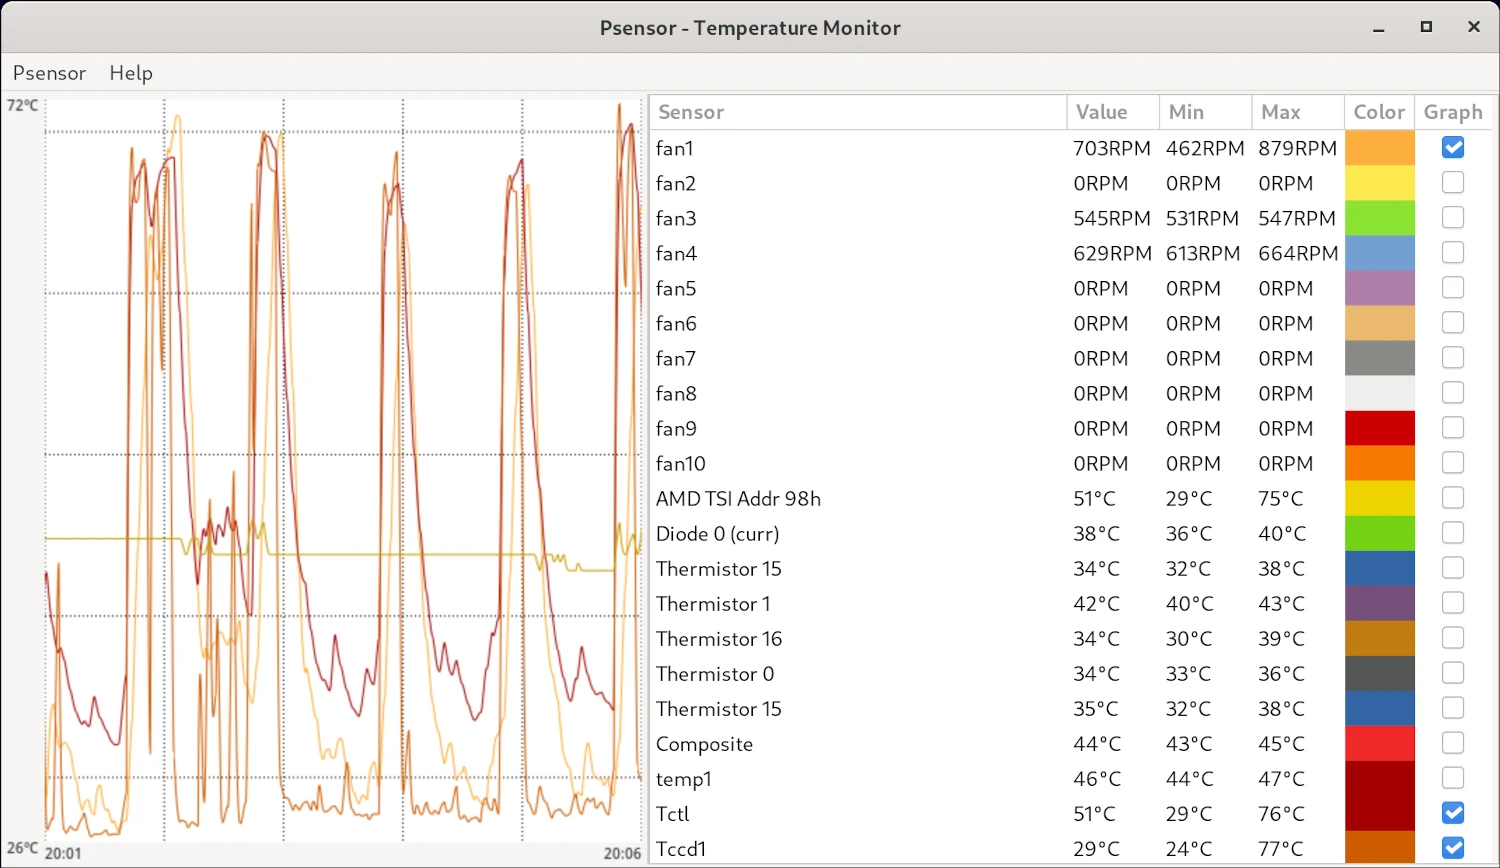 Psensor - Temperature Monitor
Psensor Help
72°C
26°C
20:01 20:06
Sensor Value Min Max Color Graph
fan1 703RPM 462RPM 879RPM
fan2 0RPM 0RPM 0RPM
fan3 545RPM 531RPM 547RPM
fan4 629RPM 613RPM 664RPM
fan5 0RPM 0RPM 0RPM
fan6 0RPM 0RPM 0RPM
fan7 0RPM 0RPM 0RPM
fan8 0RPM 0RPM 0RPM
fan9 0RPM 0RPM 0RPM
fan10 0RPM 0RPM 0RPM
AMD TSI Addr 98h 51°C 29°C 75°C
Diode 0 (curr) 38°C 36°C 40°C
Thermistor 15 34°C 32°C 38°C
Thermistor 1 42°C 40°C 43°C
Thermistor 16 34°C 30°C 39°C
Thermistor 0 34°C 33°C 36°C
Thermistor 15 35°C 32°C 38°C
Composite 44°C 43°C 45°C
temp1 46°C 44°C 47°C
Tctl 51°C 29°C 76°C
Tccd1 29°C 24°C 77°C